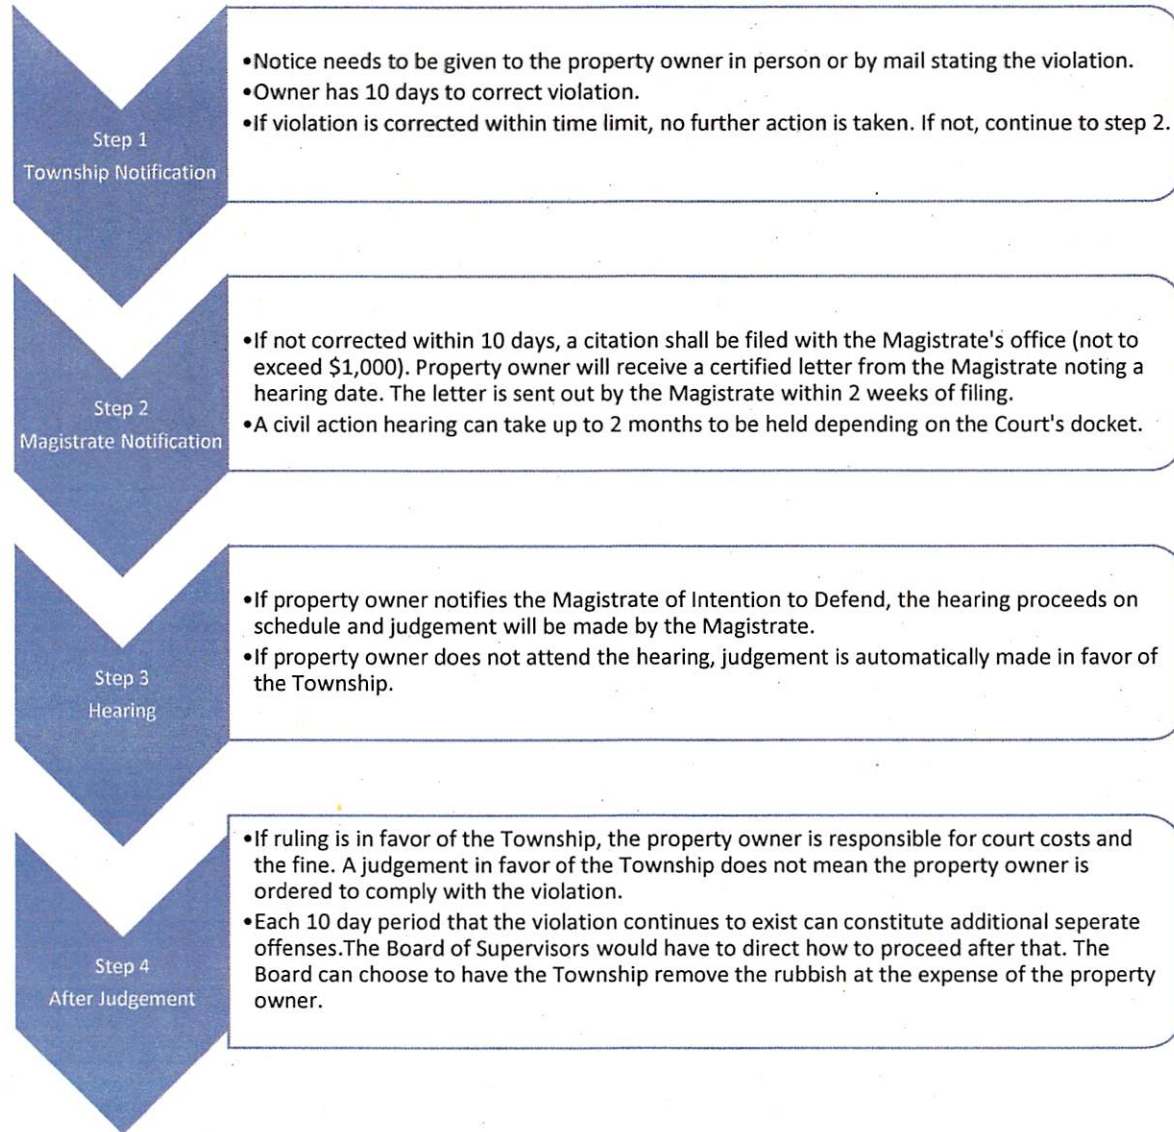 Step 1
Township Notification
•Notice needs to be given to the property owner in person or by mail stating the violation.
•Owner has 10 days to correct violation.
•If violation is corrected within time limit, no further action is taken. If not, continue to step 2.
Step 2
Magistrate Notification
•If not corrected within 10 days, a citation shall be filed with the Magistrate's office (not to
exceed $1,000). Property owner will receive a certified letter from the Magistrate noting a
hearing date. The letter is sent out by the Magistrate within 2 weeks of filing.
•A civil action hearing can take up to 2 months to be held depending on the Court's docket.
Step 3
Hearing
•If property owner notifies the Magistrate of Intention to Defend, the hearing proceeds on
schedule and judgement will be made by the Magistrate.
•If property owner does not attend the hearing, judgement is automatically made in favor of
the Township.
Step 4
After Judgement
•If ruling is in favor of the Township, the property owner is responsible for court costs and
the fine. A judgement in favor of the Township does not mean the property owner is
ordered to comply with the violation.
•Each 10 day period that the violation continues to exist can constitute additional seperate
offenses.The Board of Supervisors would have to direct how to proceed after that. The
Board can choose to have the Township remove the rubbish at the expense of the property
owner.